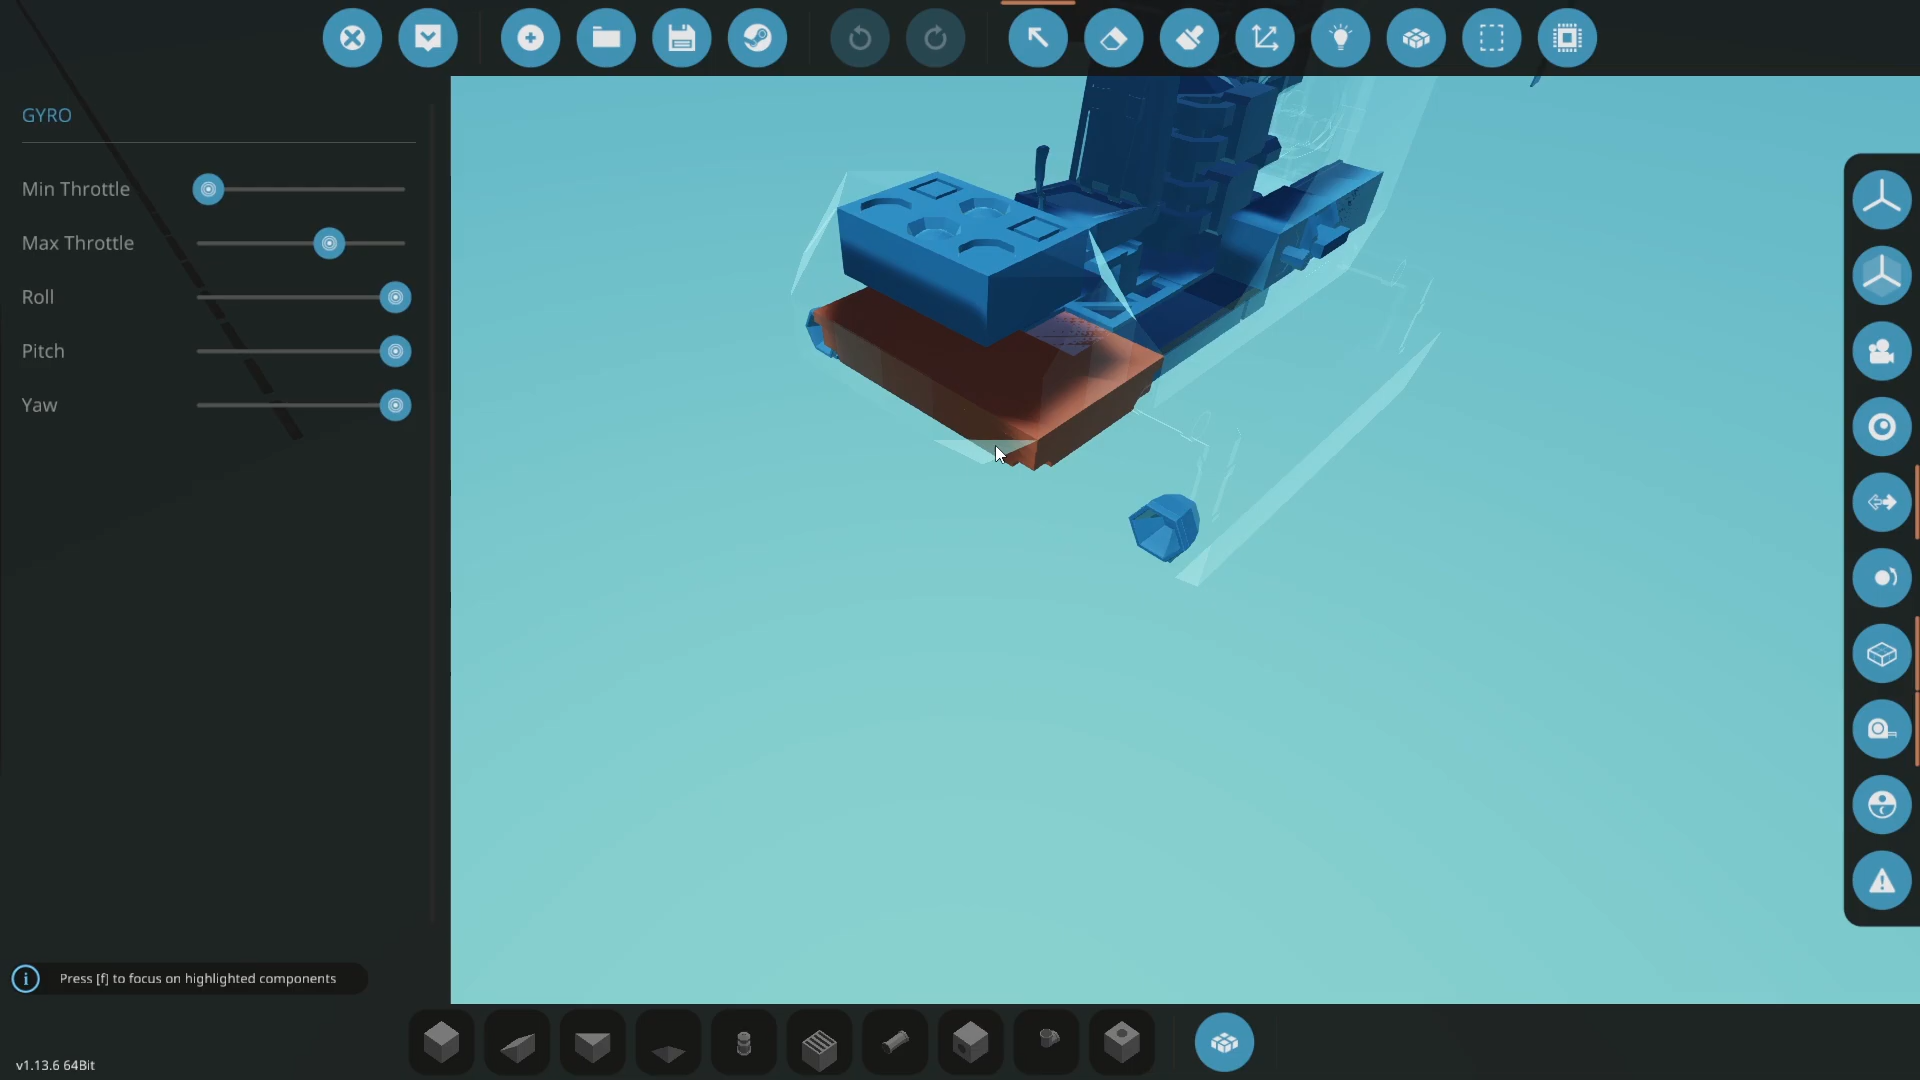 GYRO
Min Throttle
Max Throttle
Roll
Pitch
Yaw
Press [f] to focus on highlighted components
v1.13.6 64Bit